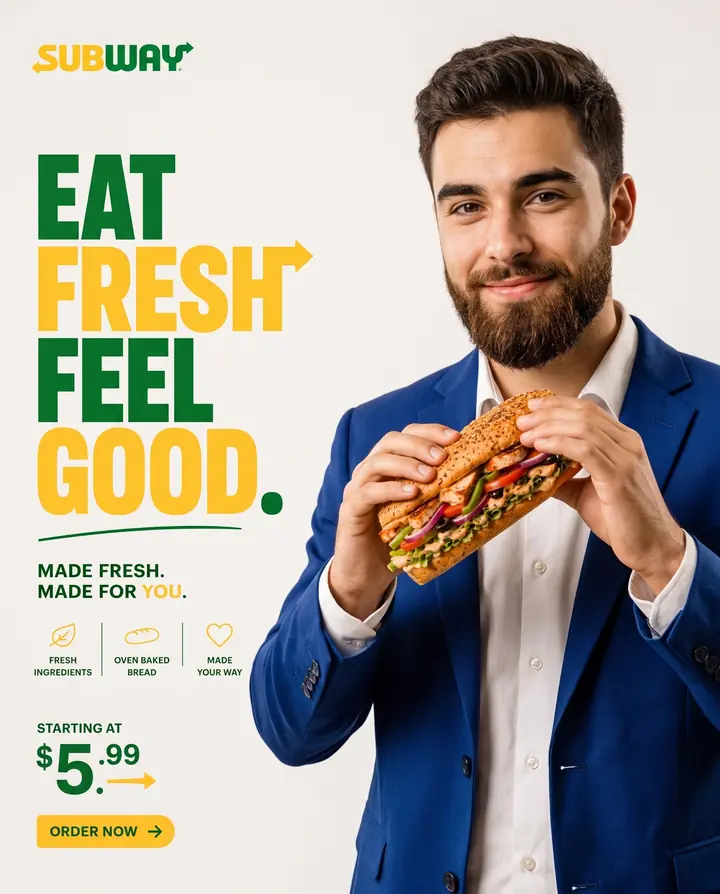 SUBWAY
EAT
FRESH
FEEL
GOOD.
MADE FRESH.
MADE FOR YOU.
FRESH
INGREDIENTS
OVEN BAKED
BREAD
MADE
YOUR WAY
STARTING AT
$5.99
ORDER NOW